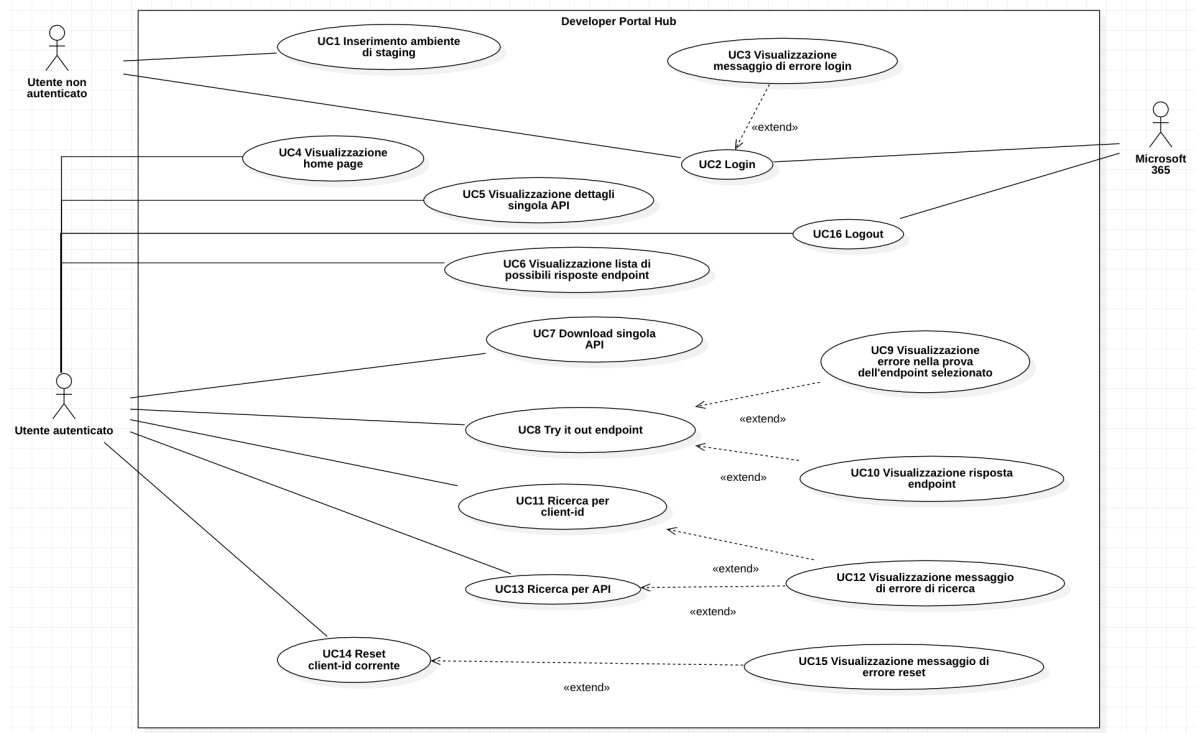 Developer Portal Hub
UC1 Inserimento ambiente
di staging
UC3 Visualizzazione
messaggio di errore login
Utente non
autenticato
«extend»
Microsoft
365
UC4 Visualizzazione
home page
UC2 Login
UC5 Visualizzazione dettagli
singola API
UC16 Logout
UC6 Visualizzazione lista di
possibili risposte endpoint
UC7 Download singola
API
UC9 Visualizzazione
errore nella prova
dell'endpoint selezionato
Utente autenticato
«extend»
UC8 Try it out endpoint
«extend»
UC10 Visualizzazione risposta
endpoint
UC11 Ricerca per
client-id
«extend»
UC12 Visualizzazione messaggio
di errore di ricerca
UC13 Ricerca per API
«extend»
UC14 Reset
client-id corrente
UC15 Visualizzazione messaggio di
errore reset
«extend»